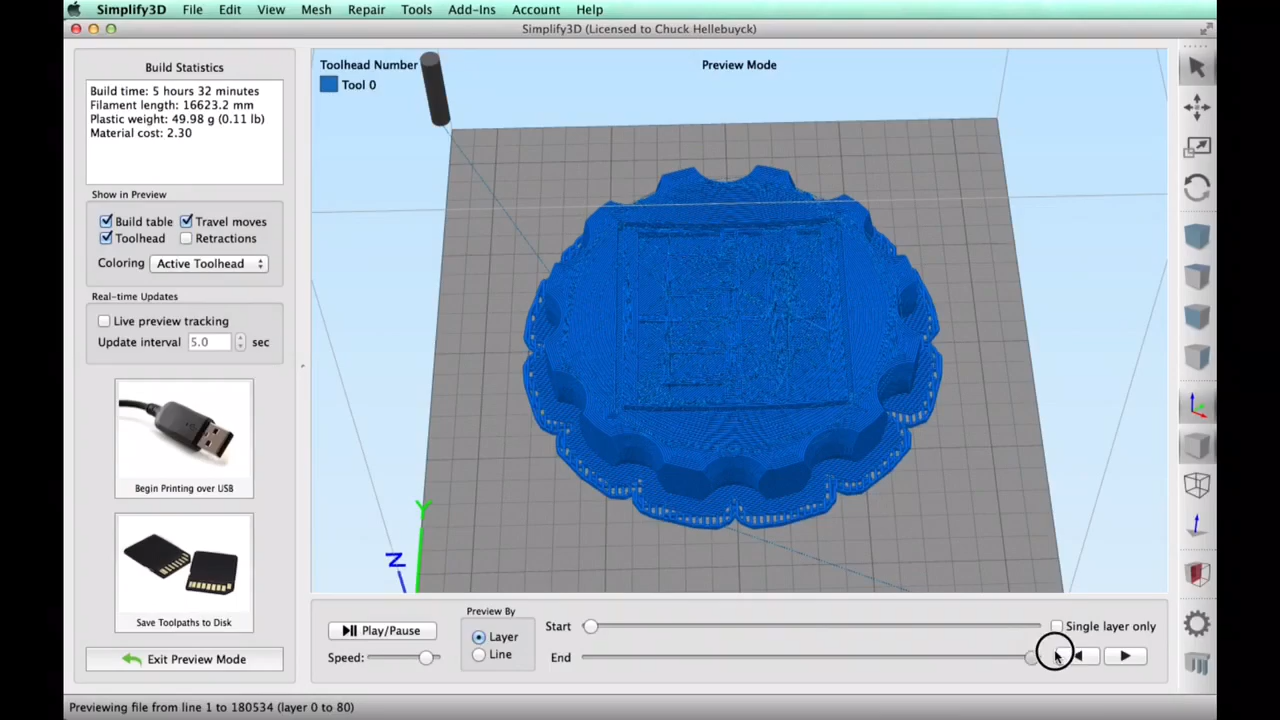 Simplify3D File Edit View Mesh Repair Tools Add-Ins Account Help
Simplify3D (Licensed to Chuck Hellebuyck)
Build Statistics
Build time: 5 hours 32 minutes
Filament length: 16623.2 mm
Plastic weight: 49.98 g (0.11 lb)
Material cost: 2.30
Show in Preview
Build table Travel moves
Toolhead Retractions
Coloring Active Toolhead
Real-time Updates
Live preview tracking
Update interval 5.0 sec
Begin Printing over USB
Save Toolpaths to Disk
Exit Preview Mode
Toolhead Number
Tool 0
Preview Mode
Y
Z
Play/Pause
Speed:
Preview By
Layer
Line
Start
End
Single layer only
Previewing file from line 1 to 180534 (layer 0 to 80)